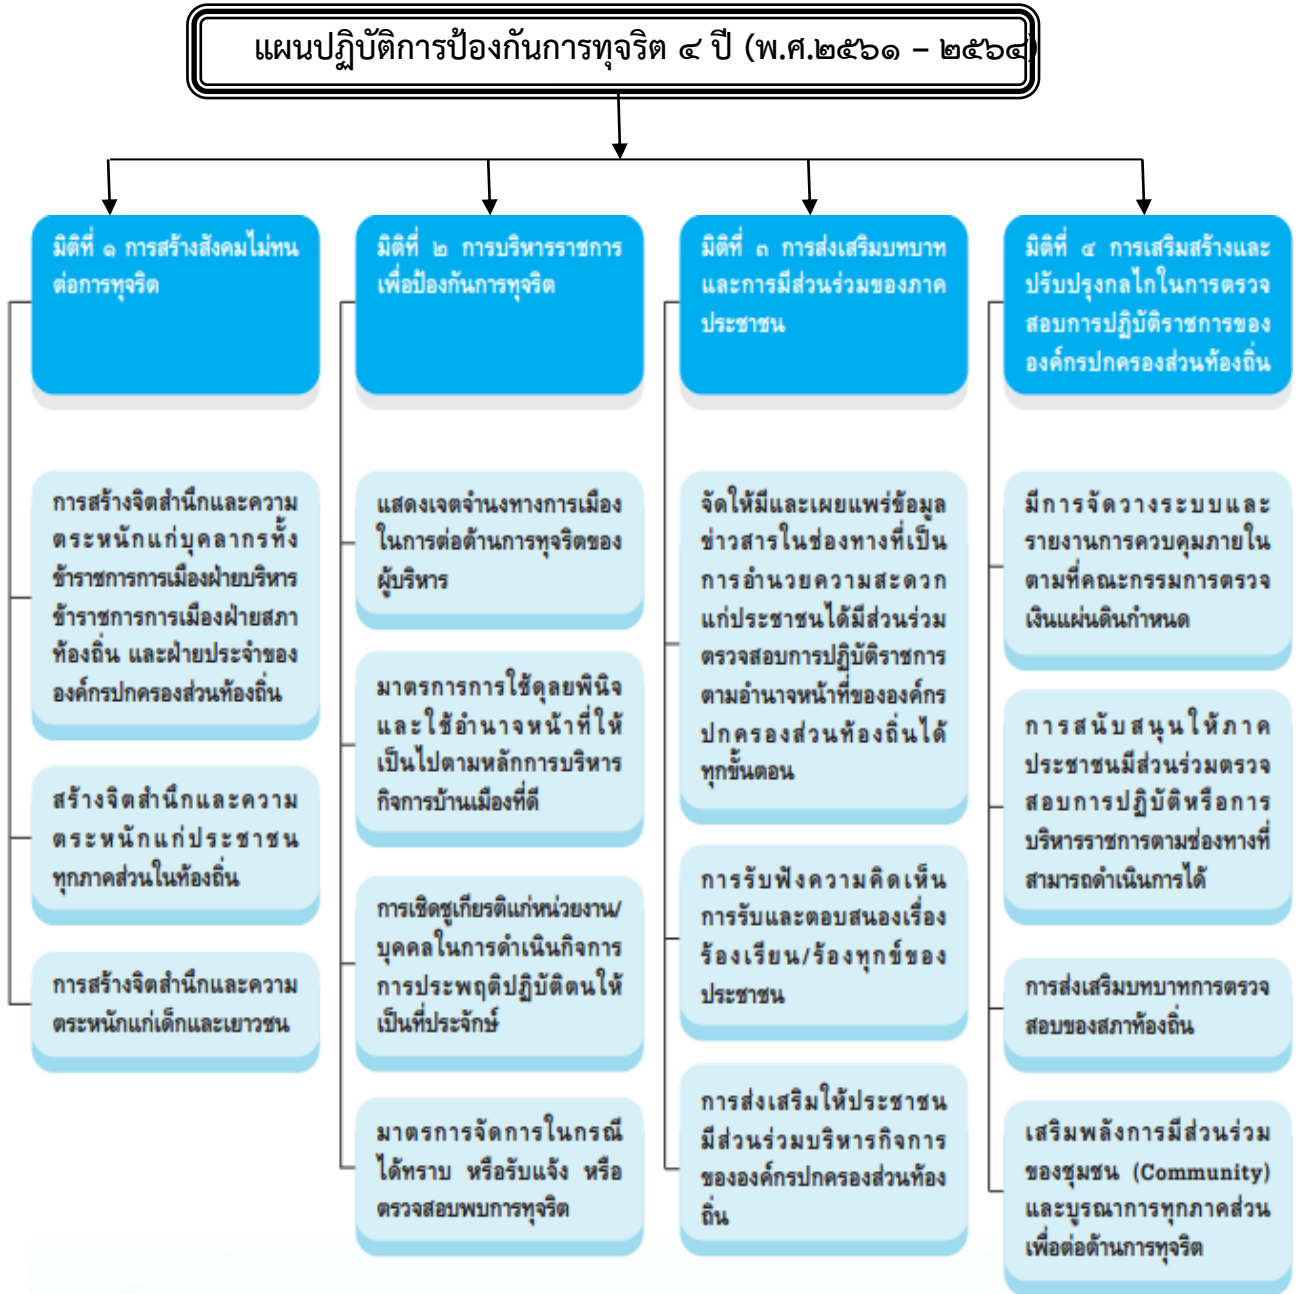 แผนปฏิบัติการป้องกันการทุจริต ๔ ปี (พ.ศ.๒๕๖๑ – ๒๕๖๔)
มิติที่ ๑ การสร้างสังคมไม่ทน
ต่อการทุจริต
การสร้างจิตสำนึกและความ
ตระหนักแก่บุคลากรทั้ง
ข้าราชการการเมืองฝ่ายบริหาร
ข้าราชการการเมืองฝ่ายสภา
ท้องถิ่น และฝ่ายประจำของ
องค์กรปกครองส่วนท้องถิ่น
สร้างจิตสำนึกและความ
ตระหนักแก่ประชาชน
ทุกภาคส่วนในท้องถิ่น
การสร้างจิตสำนึกและความ
ตระหนักแก่เด็กและเยาวชน
มิติที่ ๒ การบริหารราชการ
เพื่อป้องกันการทุจริต
แสดงเจตจำนงทางการเมือง
ในการต่อต้านการทุจริตของ
ผู้บริหาร
มาตรการการใช้ดุลยพินิจ
และใช้อำนาจหน้าที่ให้
เป็นไปตามหลักการบริหาร
กิจการบ้านเมืองที่ดี
การเชิดชูเกียรติแก่หน่วยงาน/
บุคคลในการดำเนินกิจการ
การประพฤติปฏิบัติตนให้
เป็นที่ประจักษ์
มาตรการจัดการในกรณี
ได้ทราบ หรือรับแจ้ง หรือ
ตรวจสอบพบการทุจริต
มิติที่ ๓ การส่งเสริมบทบาท
และการมีส่วนร่วมของภาค
ประชาชน
จัดให้มีและเผยแพร่ข้อมูล
ข่าวสารในช่องทางที่เป็น
การอำนวยความสะดวก
แก่ประชาชนได้มีส่วนร่วม
ตรวจสอบการปฏิบัติราชการ
ตามอำนาจหน้าที่ขององค์กร
ปกครองส่วนท้องถิ่นได้
ทุกขั้นตอน
การรับฟังความคิดเห็น
การรับและตอบสนองเรื่อง
ร้องเรียน/ร้องทุกข์ของ
ประชาชน
การส่งเสริมให้ประชาชน
มีส่วนร่วมบริหารกิจการ
ขององค์กรปกครองส่วนท้อง
ถิ่น
มิติที่ ๔ การเสริมสร้างและ
ปรับปรุงกลไกในการตรวจ
สอบการปฏิบัติราชการของ
องค์กรปกครองส่วนท้องถิ่น
มีการจัดวางระบบและ
รายงานการควบคุมภายใน
ตามที่คณะกรรมการตรวจ
เงินแผ่นดินกำหนด
การสนับสนุนให้ภาค
ประชาชนมีส่วนร่วมตรวจ
สอบการปฏิบัติหรือการ
บริหารราชการตามช่องทางที่
สามารถดำเนินการได้
การส่งเสริมบทบาทการตรวจ
สอบของสภาท้องถิ่น
เสริมพลังการมีส่วนร่วม
ของชุมชน (Community)
และบูรณาการทุกภาคส่วน
เพื่อต่อต้านการทุจริต